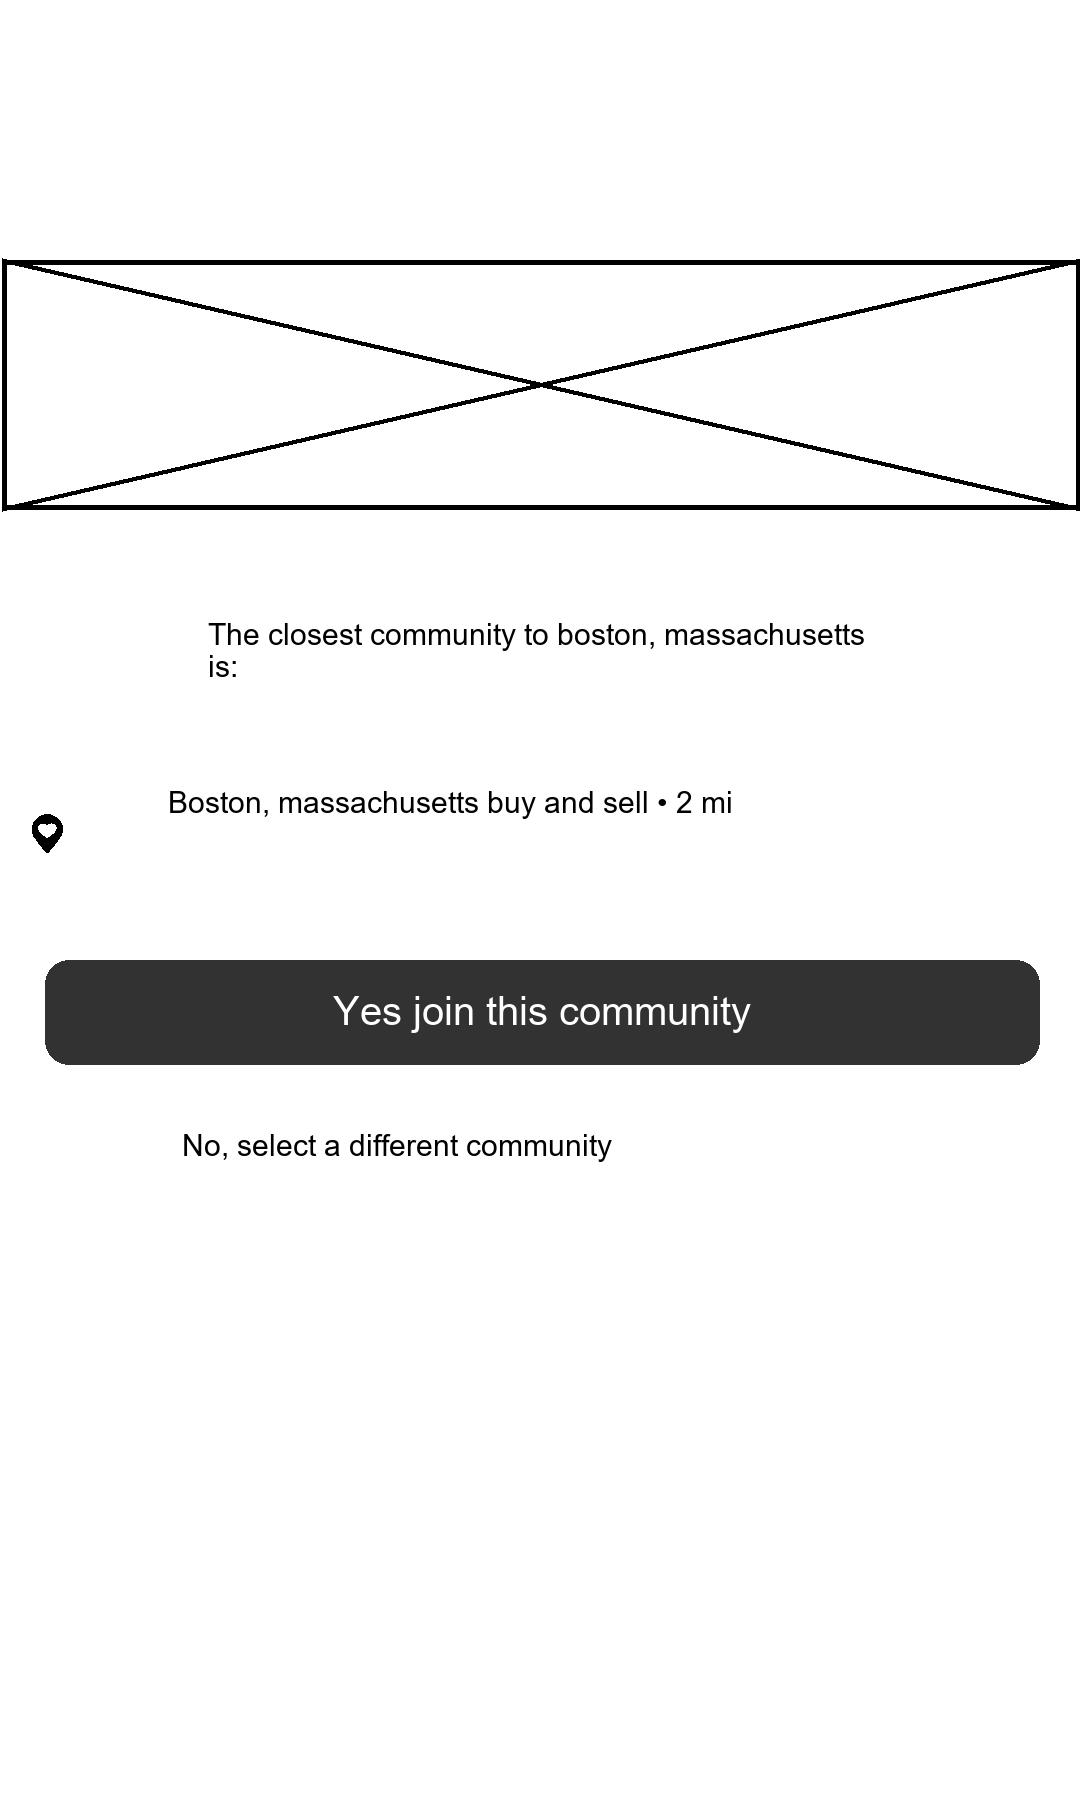 The closest community to boston, massachusetts
is:
Boston, massachusetts buy and sell • 2 mi
Yes join this community
No, select a different community